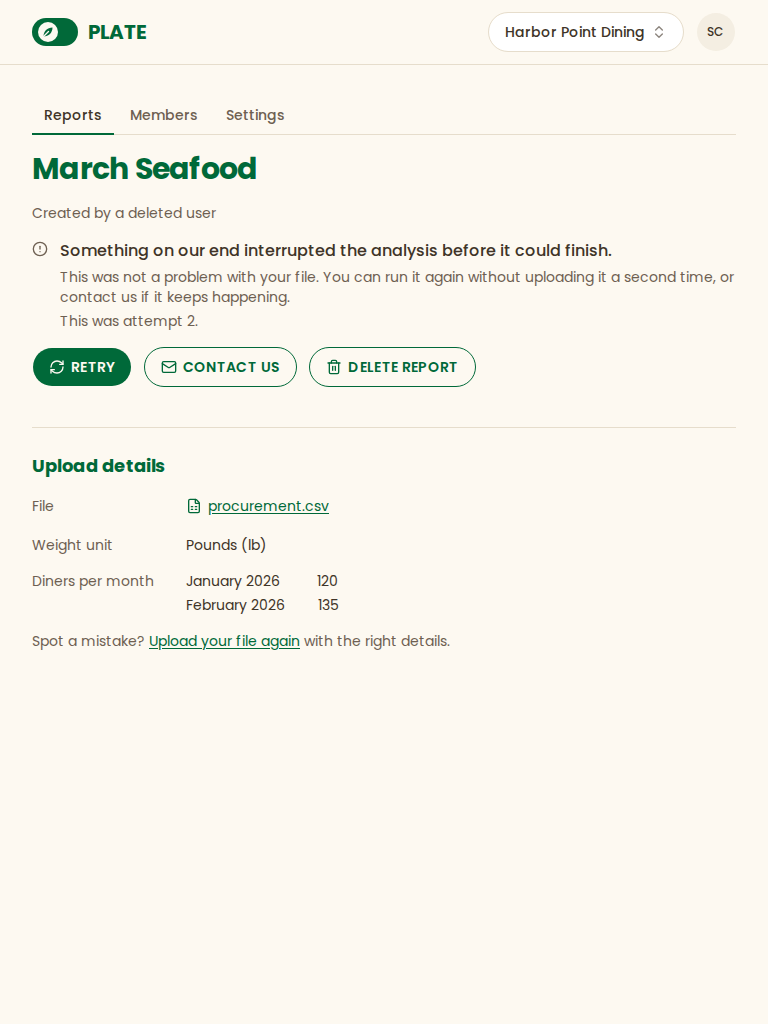 PLATE
Harbor Point Dining
SC
Reports Members Settings
March Seafood
Created by a deleted user
Something on our end interrupted the analysis before it could finish.
This was not a problem with your file. You can run it again without uploading it a second time, or
contact us if it keeps happening.
This was attempt 2.
RETRY CONTACT US DELETE REPORT
Upload details
File procurement.csv
Weight unit Pounds (lb)
Diners per month January 2026 120
February 2026 135
Spot a mistake? Upload your file again with the right details.